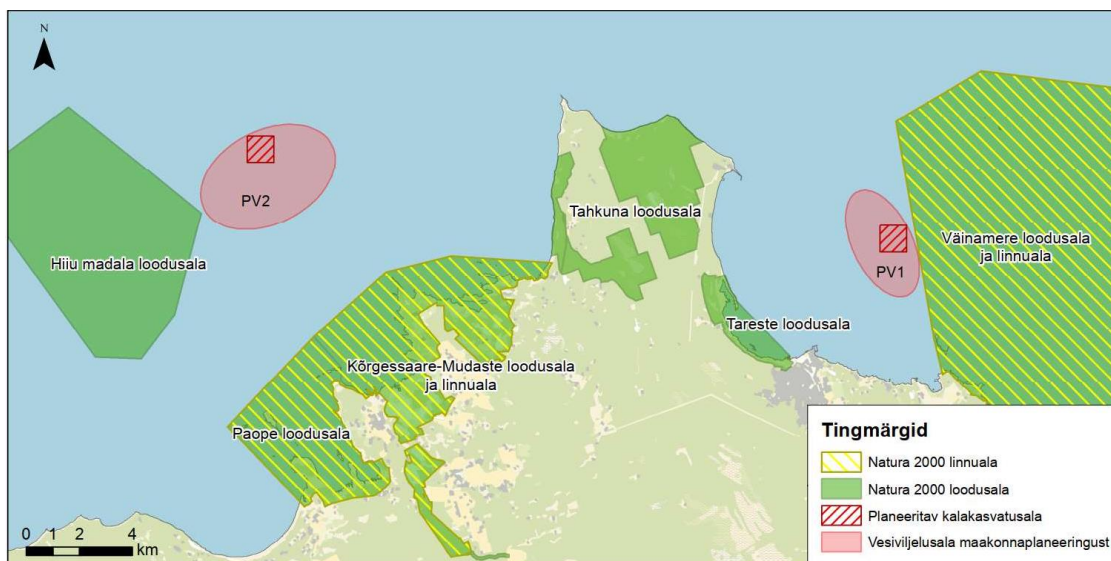 N
PV2
Hiiu madala loodusala
Tahkuna loodusala
PV1
Väinamere loodusala
ja linnuala
Tareste loodusala
Kõrgessaare-Mudaste loodusala
ja linnuala
Paope loodusala
0 1 2 4
km
Tingmärgid
Natura 2000 linnuala
Natura 2000 loodusala
Planeeritav kalakasvatusala
Vesiviljelusala maakonnaplaneeringust